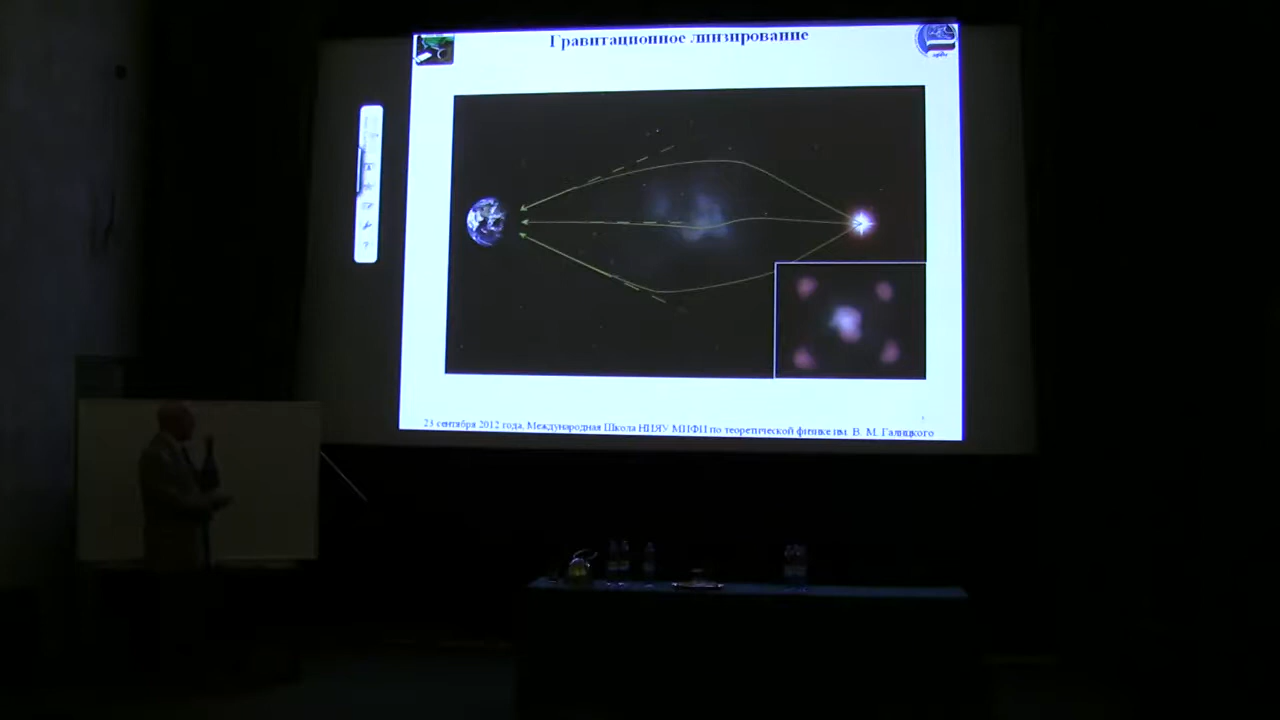 Гравитационное линзирование
23 сентября 2012 года, Международная Школа НИЯУ МИФИ по теоретической физике им. В. М. Галицкого